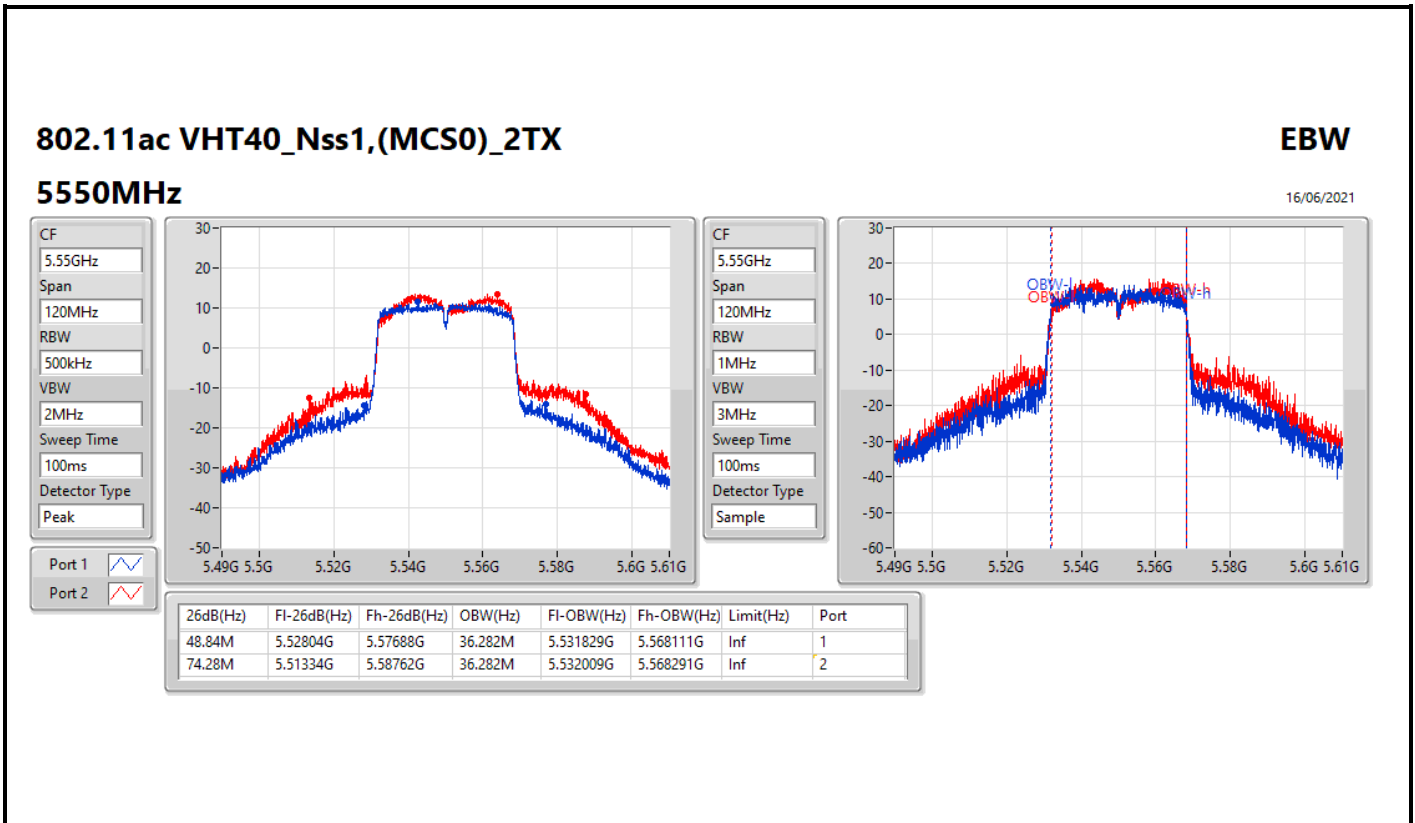 802.11ac VHT40_Nss1,(MCS0)_2TX
EBW
5550MHz
16/06/2021
CF
5.55GHz
Span
120MHz
RBW
500kHz
VBW
2MHz
Sweep Time
100ms
Detector Type
Peak
Port 1
Port 2
30
20
10
0
-10
-20
-30
-40
-50
5.49G 5.5G 5.52G 5.54G 5.56G 5.58G 5.6G 5.61G
CF
5.55GHz
Span
120MHz
RBW
1MHz
VBW
3MHz
Sweep Time
100ms
Detector Type
Sample
30
20
10
0
-10
-20
-30
-40
-50
-60
OBW-l
OBW-h
5.49G 5.5G 5.52G 5.54G 5.56G 5.58G 5.6G 5.61G
26dB(Hz) Fl-26dB(Hz) Fh-26dB(Hz) OBW(Hz) Fl-OBW(Hz) Fh-OBW(Hz) Limit(Hz) Port
48.84M 5.52804G 5.57688G 36.282M 5.531829G 5.568111G Inf 1
74.28M 5.51334G 5.58762G 36.282M 5.532009G 5.568291G Inf 2